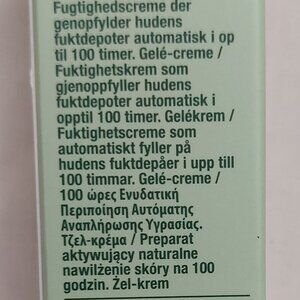 Fugtighedscreme der
genopfylder hudens
fuktdepoter automatisk i op
til 100 timer. Gelé-creme /
Fuktighetskrem som
gjenoppfyller hudens
fuktdepoter automatisk i
opptil 100 timer. Gelékrem /
Fuktighetscreme som
automatiskt fyller på
hudens fuktdepåer i upp till
100 timmar. Gelé-creme /
100 ώρες Ενυδατική
Περιποίηση Αυτόματης
Αναπλήρωσης Υγρασίας.
Τζελ-κρέμα / Preparat
aktywujący naturalne
nawilżenie skóry na 100
godzin. Żel-krem